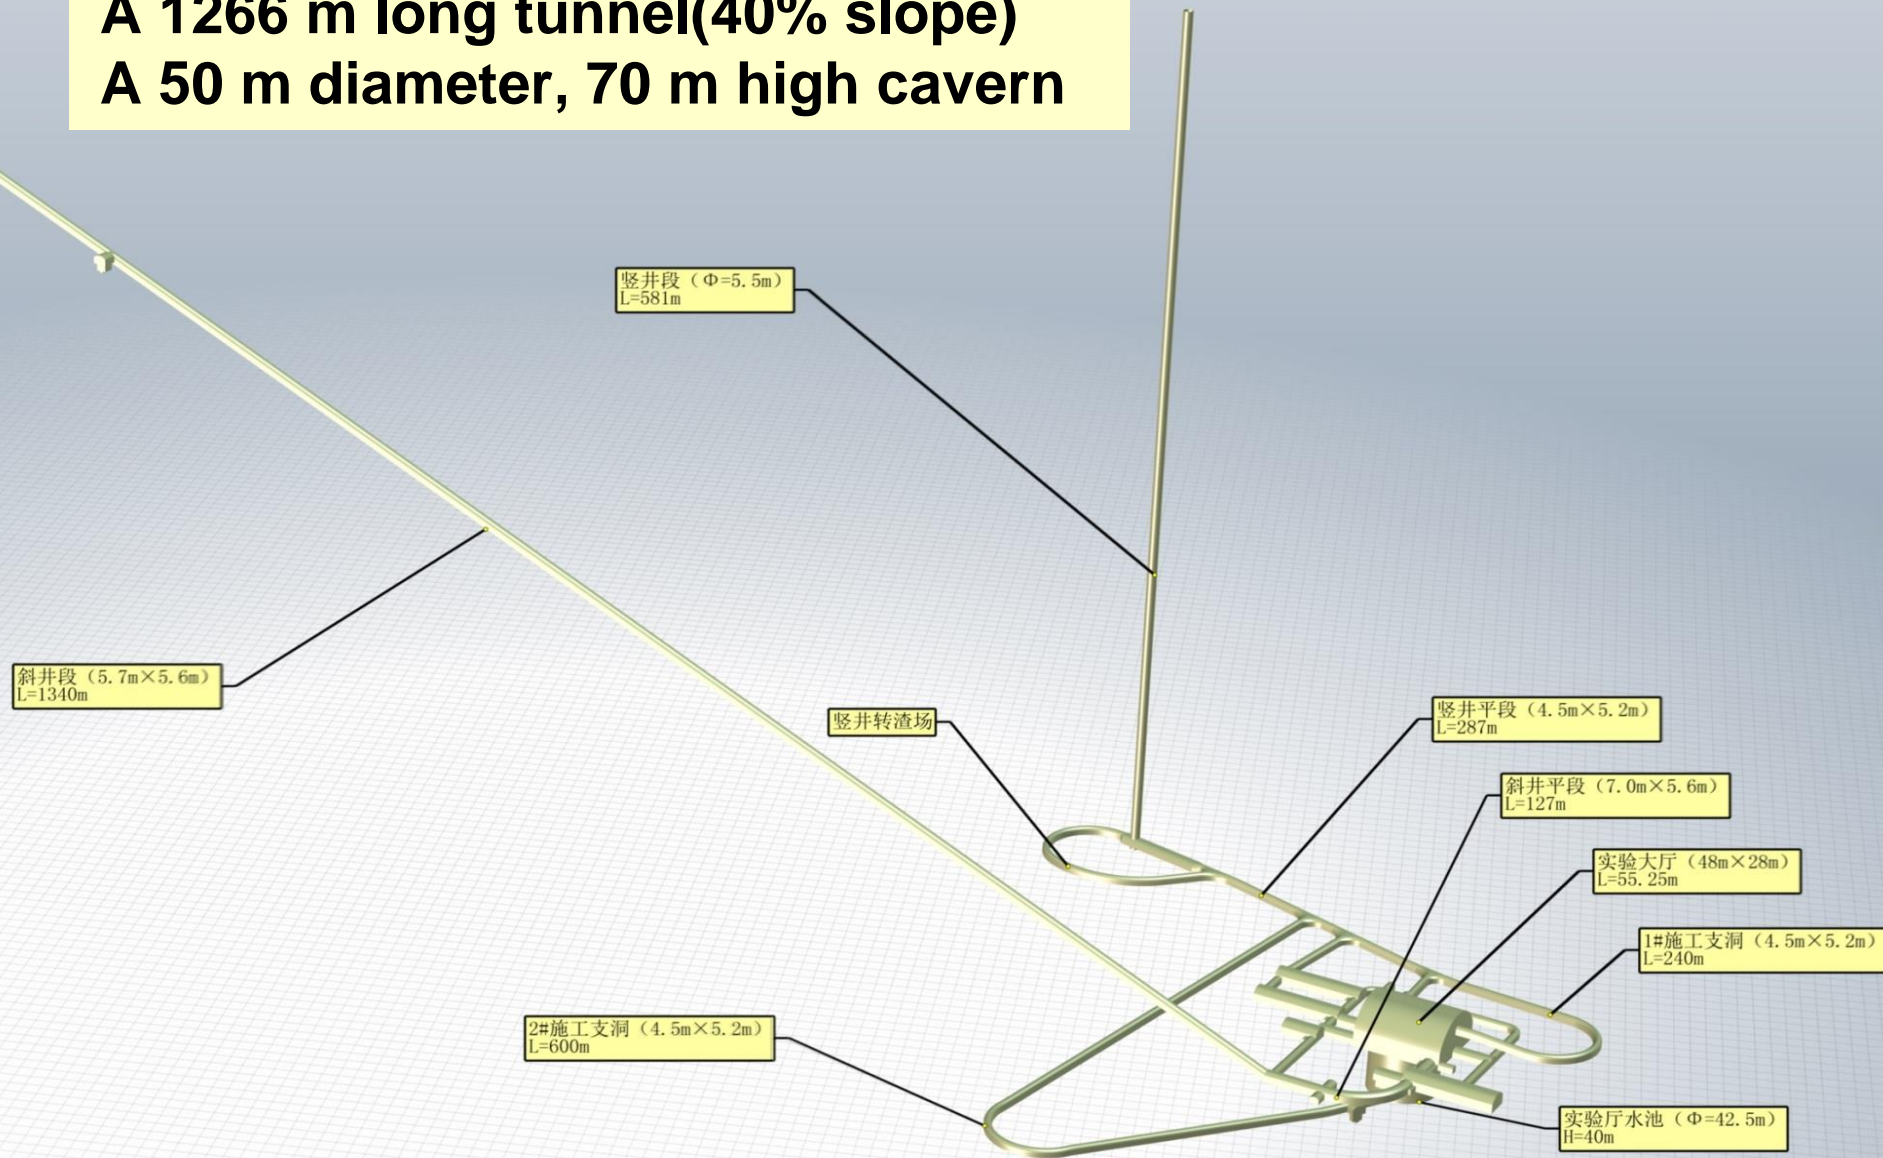 A 1266 m long tunnel(40% slope)
A 50 m diameter, 70 m high cavern
竖井段（Φ=5.5m）
L=581m
斜井段（5.7m×5.6m）
L=1340m
竖井转渣场
竖井平段（4.5m×5.2m）
L=287m
斜井平段（7.0m×5.6m）
L=127m
实验大厅（48m×28m）
L=55.25m
1#施工支洞（4.5m×5.2m）
L=240m
2#施工支洞（4.5m×5.2m）
L=600m
实验厅水池（Φ=42.5m）
H=40m